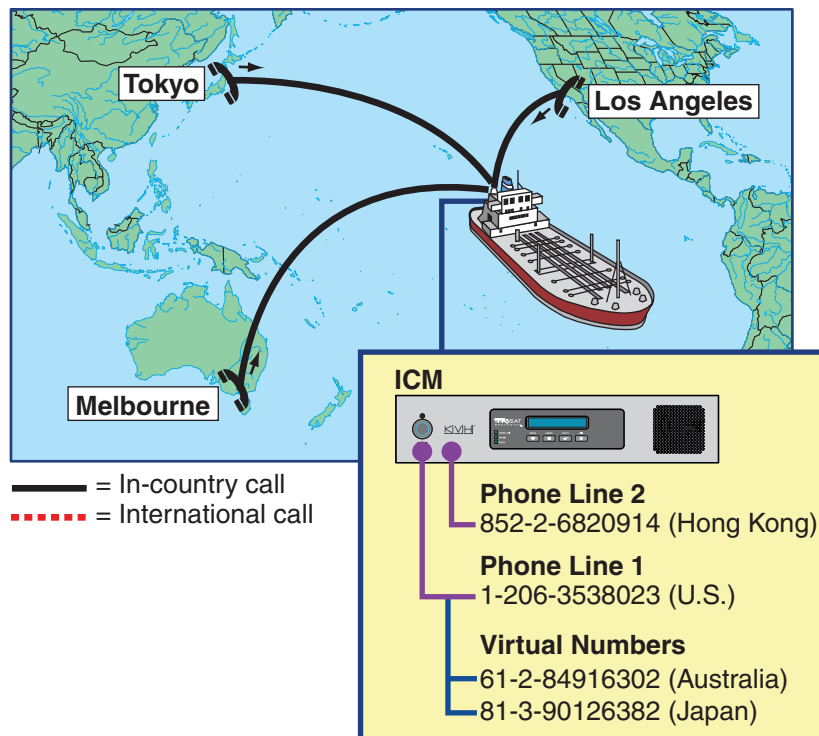 Tokyo
Los Angeles
Melbourne
= In-country call
= International call
ICM
KVH
Phone Line 2
852-2-6820914 (Hong Kong)
Phone Line 1
1-206-3538023 (U.S.)
Virtual Numbers
61-2-84916302 (Australia)
81-3-90126382 (Japan)